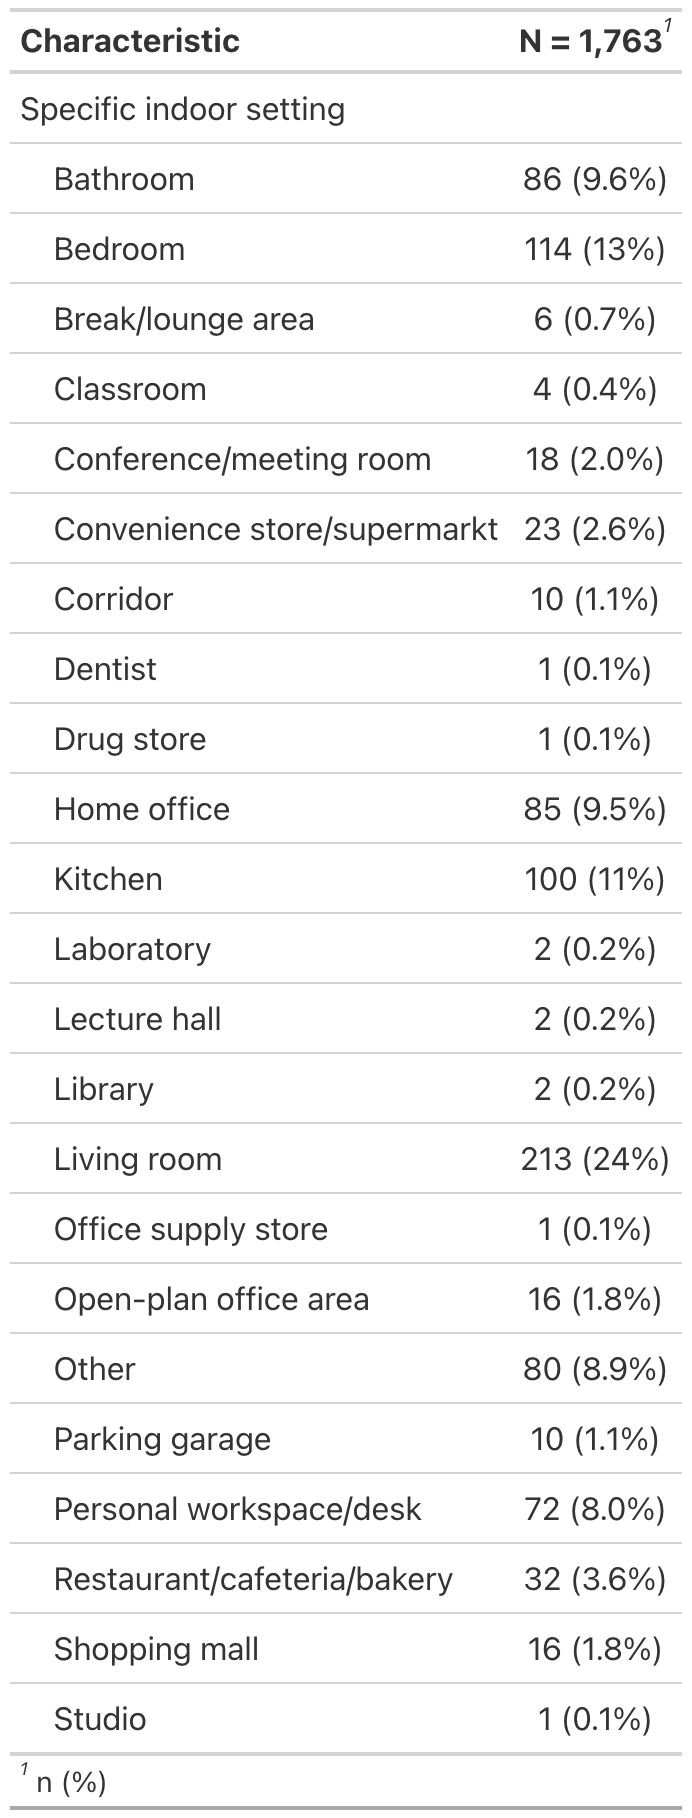 Characteristic N = 1,763¹
Specific indoor setting
Bathroom 86 (9.6%)
Bedroom 114 (13%)
Break/lounge area 6 (0.7%)
Classroom 4 (0.4%)
Conference/meeting room 18 (2.0%)
Convenience store/supermarkt 23 (2.6%)
Corridor 10 (1.1%)
Dentist 1 (0.1%)
Drug store 1 (0.1%)
Home office 85 (9.5%)
Kitchen 100 (11%)
Laboratory 2 (0.2%)
Lecture hall 2 (0.2%)
Library 2 (0.2%)
Living room 213 (24%)
Office supply store 1 (0.1%)
Open-plan office area 16 (1.8%)
Other 80 (8.9%)
Parking garage 10 (1.1%)
Personal workspace/desk 72 (8.0%)
Restaurant/cafeteria/bakery 32 (3.6%)
Shopping mall 16 (1.8%)
Studio 1 (0.1%)
¹ n (%)